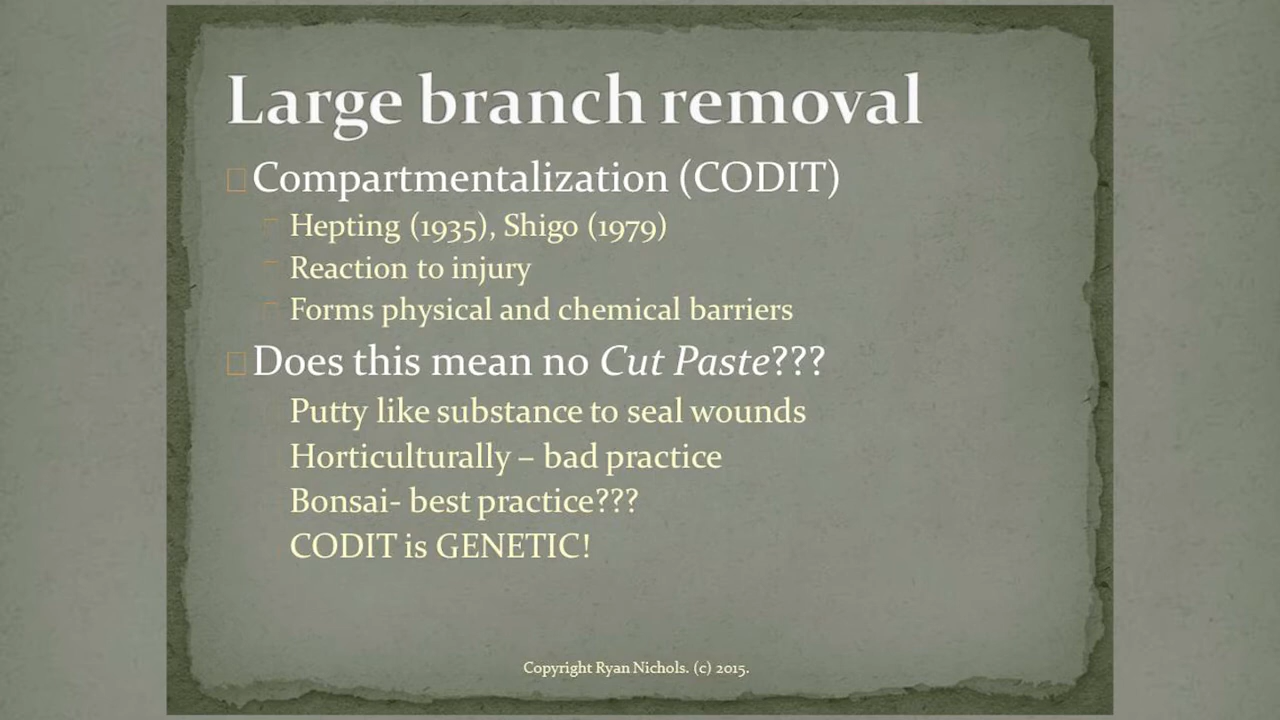 Large branch removal
Compartmentalization (CODIT)
Hepting (1935), Shigo (1979)
Reaction to injury
Forms physical and chemical barriers
Does this mean no Cut Paste???
Putty like substance to seal wounds
Horticulturally – bad practice
Bonsai- best practice???
CODIT is GENETIC!
Copyright Ryan Nichols. (c) 2015.